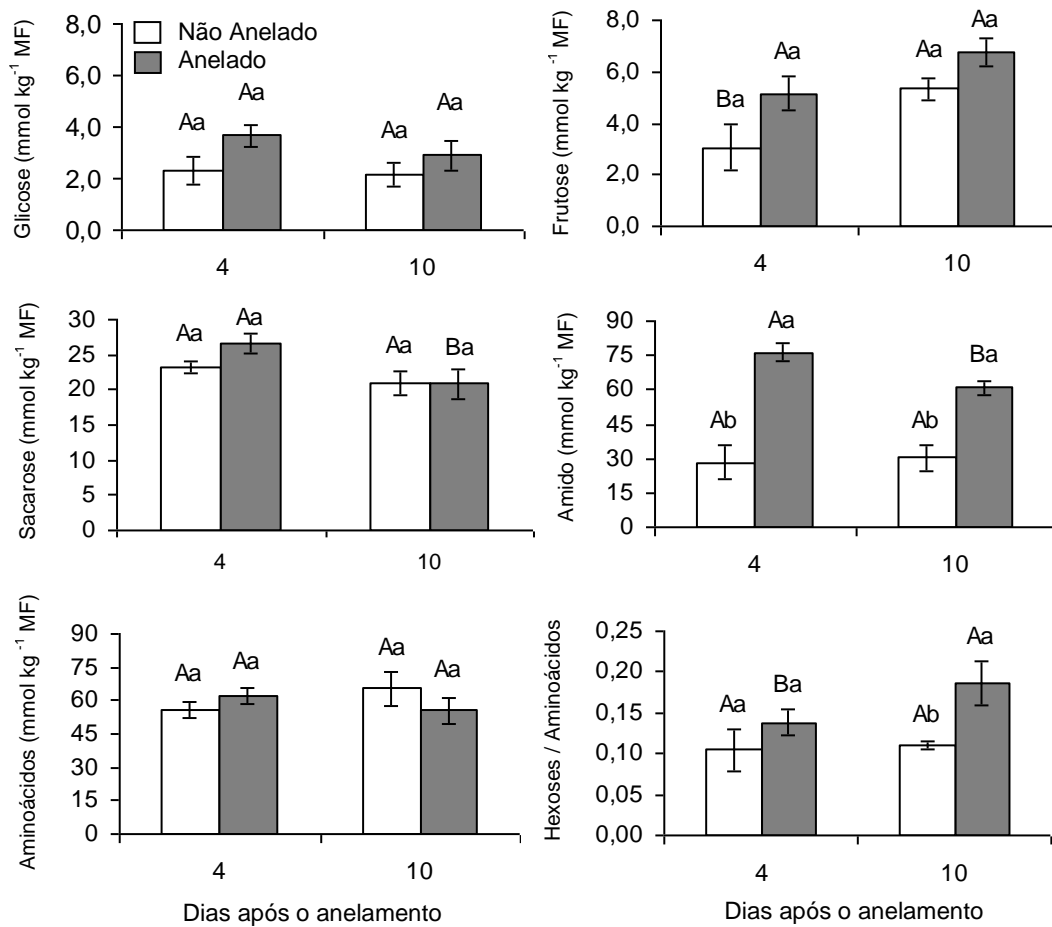 Glicose (mmol kg⁻¹ MF)
8,0
6,0
4,0
2,0
0,0
Não Anelado
Anelado
Aa
Aa
Aa
Aa
4
10
Frutose (mmol kg⁻¹ MF)
8,0
6,0
4,0
2,0
0,0
Ba
Aa
Aa
Aa
4
10
Sacarose (mmol kg⁻¹ MF)
30
25
20
15
10
5
0
Aa
Aa
Aa
Ba
4
10
Amido (mmol kg⁻¹ MF)
90
75
60
45
30
15
0
Ab
Aa
Ab
Ba
4
10
Aminoácidos (mmol kg⁻¹ MF)
90
75
60
45
30
15
0
Aa
Aa
Aa
Aa
4
10
Dias após o anelamento
Hexoses / Aminoácidos
0,25
0,20
0,15
0,10
0,05
0,00
Aa
Ba
Ab
Aa
4
10
Dias após o anelamento